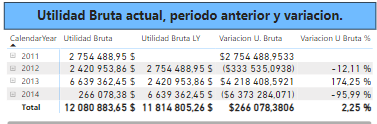 Utilidad Bruta actual, periodo anterior y variacion.
CalendarYear Utilidad Bruta Utilidad Bruta LY Variacion U. Bruta Variacion U Bruta %
2011 2 754 488,95 $ $2 754 488,9533
2012 2 420 953,86 $ 2 754 488,95 $ ($333 535,0938) -12,11 %
2013 6 639 362,45 $ 2 420 953,86 $ $4 218 408,5921 174,25 %
2014 266 078,38 $ 6 639 362,45 $ ($6 373 284,071) -95,99 %
Total 12 080 883,65 $ 11 814 805,26 $ $266 078,3806 2,25 %